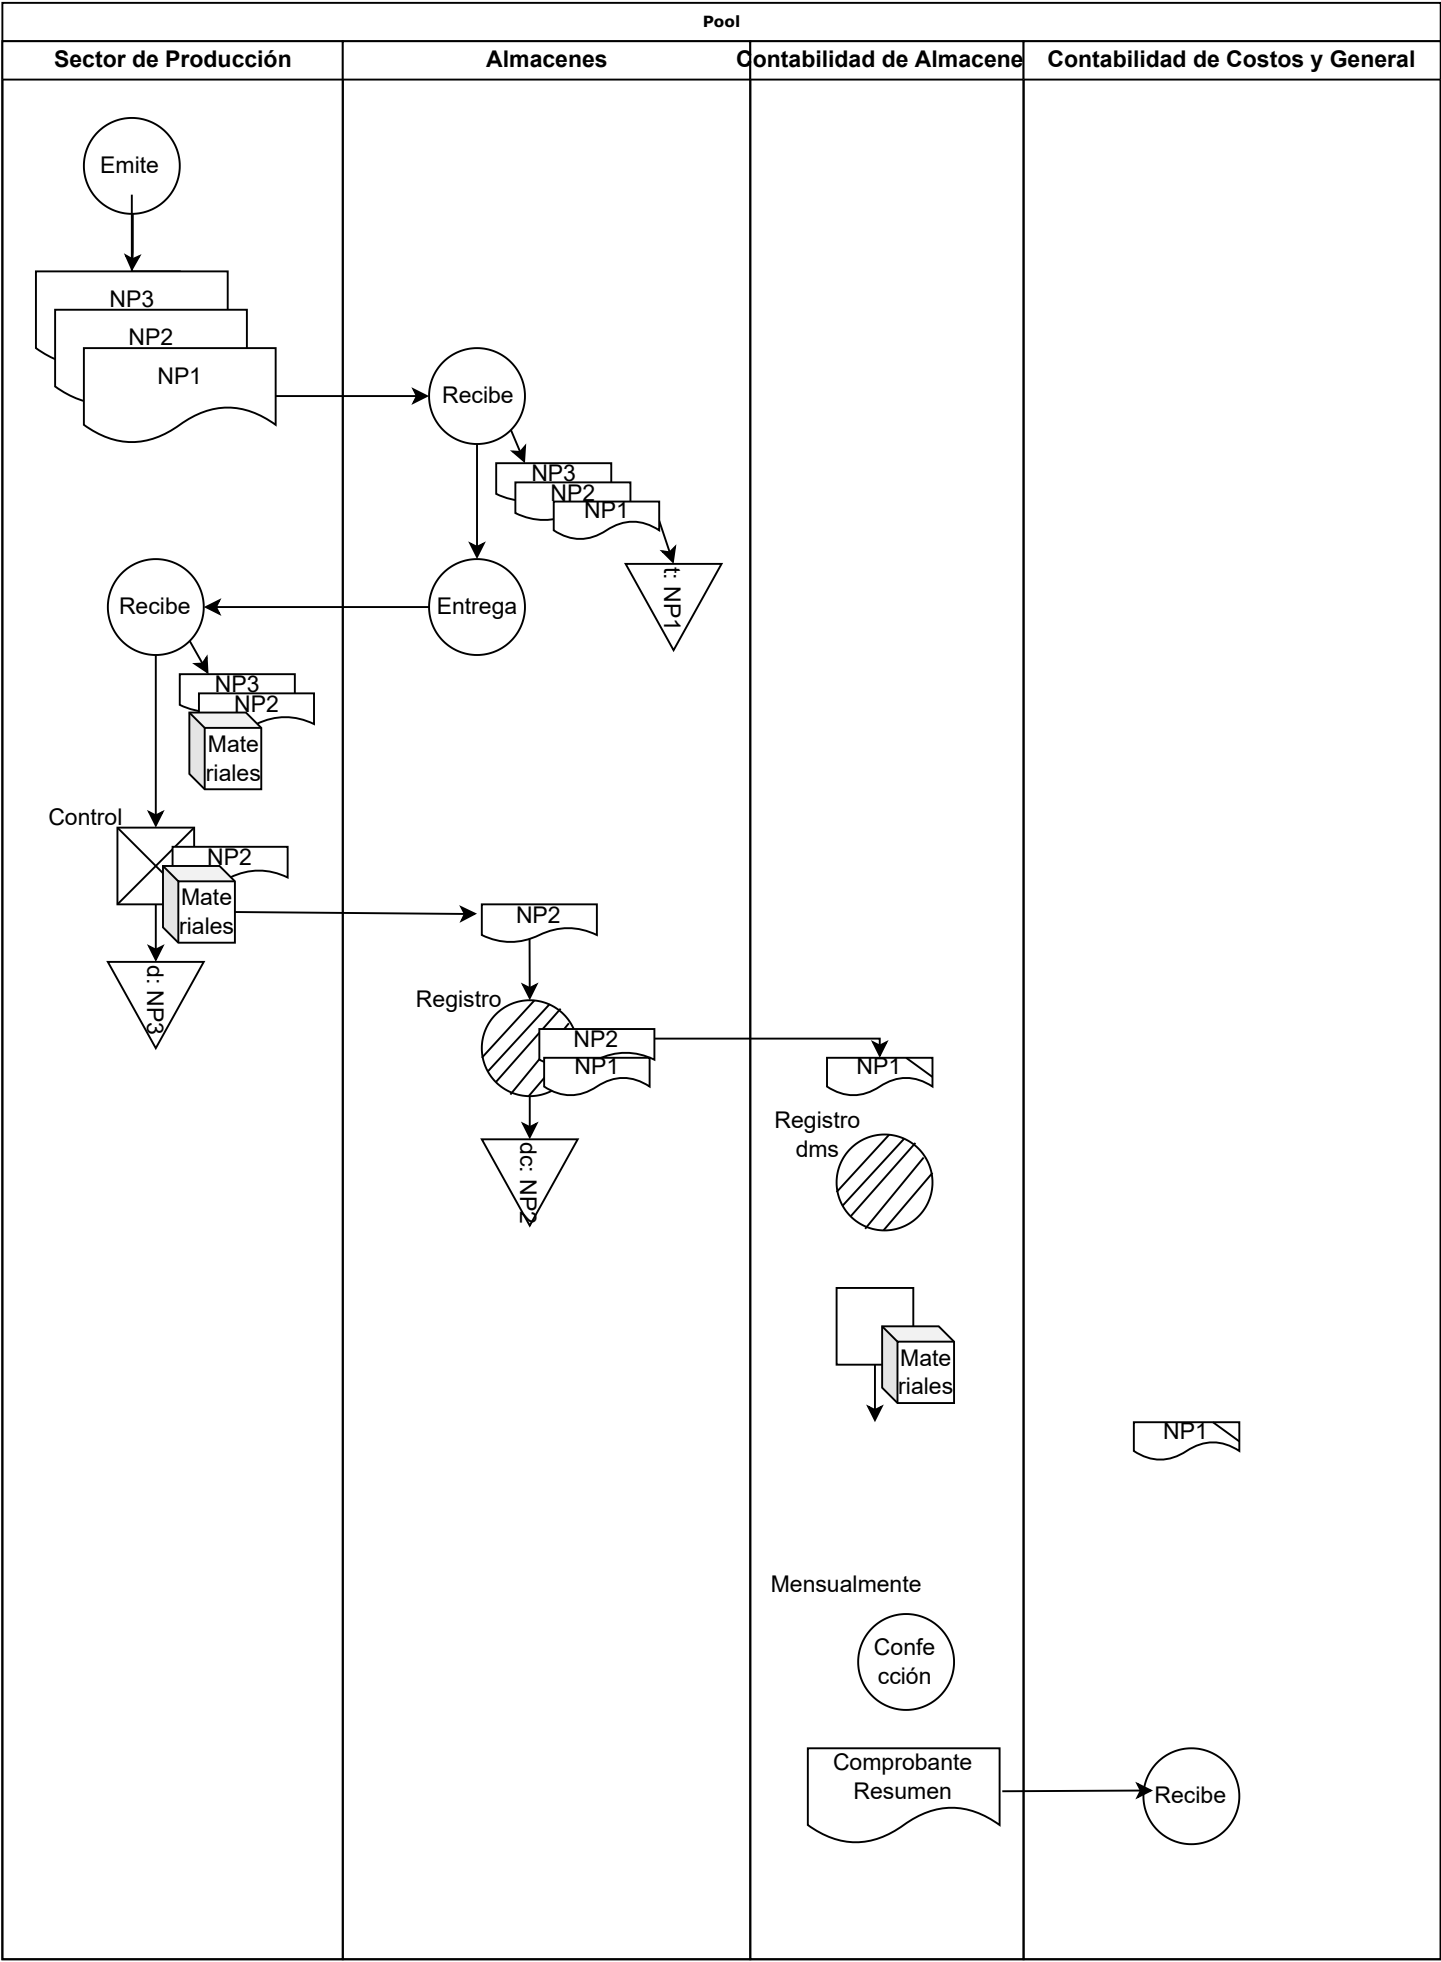 Pool
Sector de Producción
Almacenes
Contabilidad de Almacene
Contabilidad de Costos y General
Emite
NP3
NP2
NP1
Recibe
NP3
NP2
NP1
t: NP1
Recibe
Entrega
NP3
NP2
Mate
riales
Control
NP2
Mate
riales
NP2
d: NP3
Registro
NP2
NP1
NP1
Registro
dms
dc: NP2
Mate
riales
NP1
Mensualmente
Confe
cción
Comprobante
Resumen
Recibe